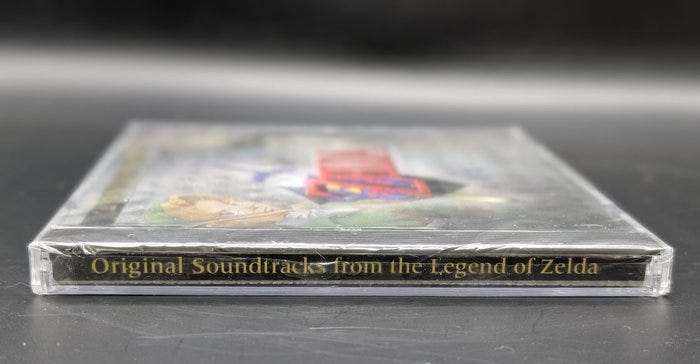 Original Soundtracks from the Legend of Zelda